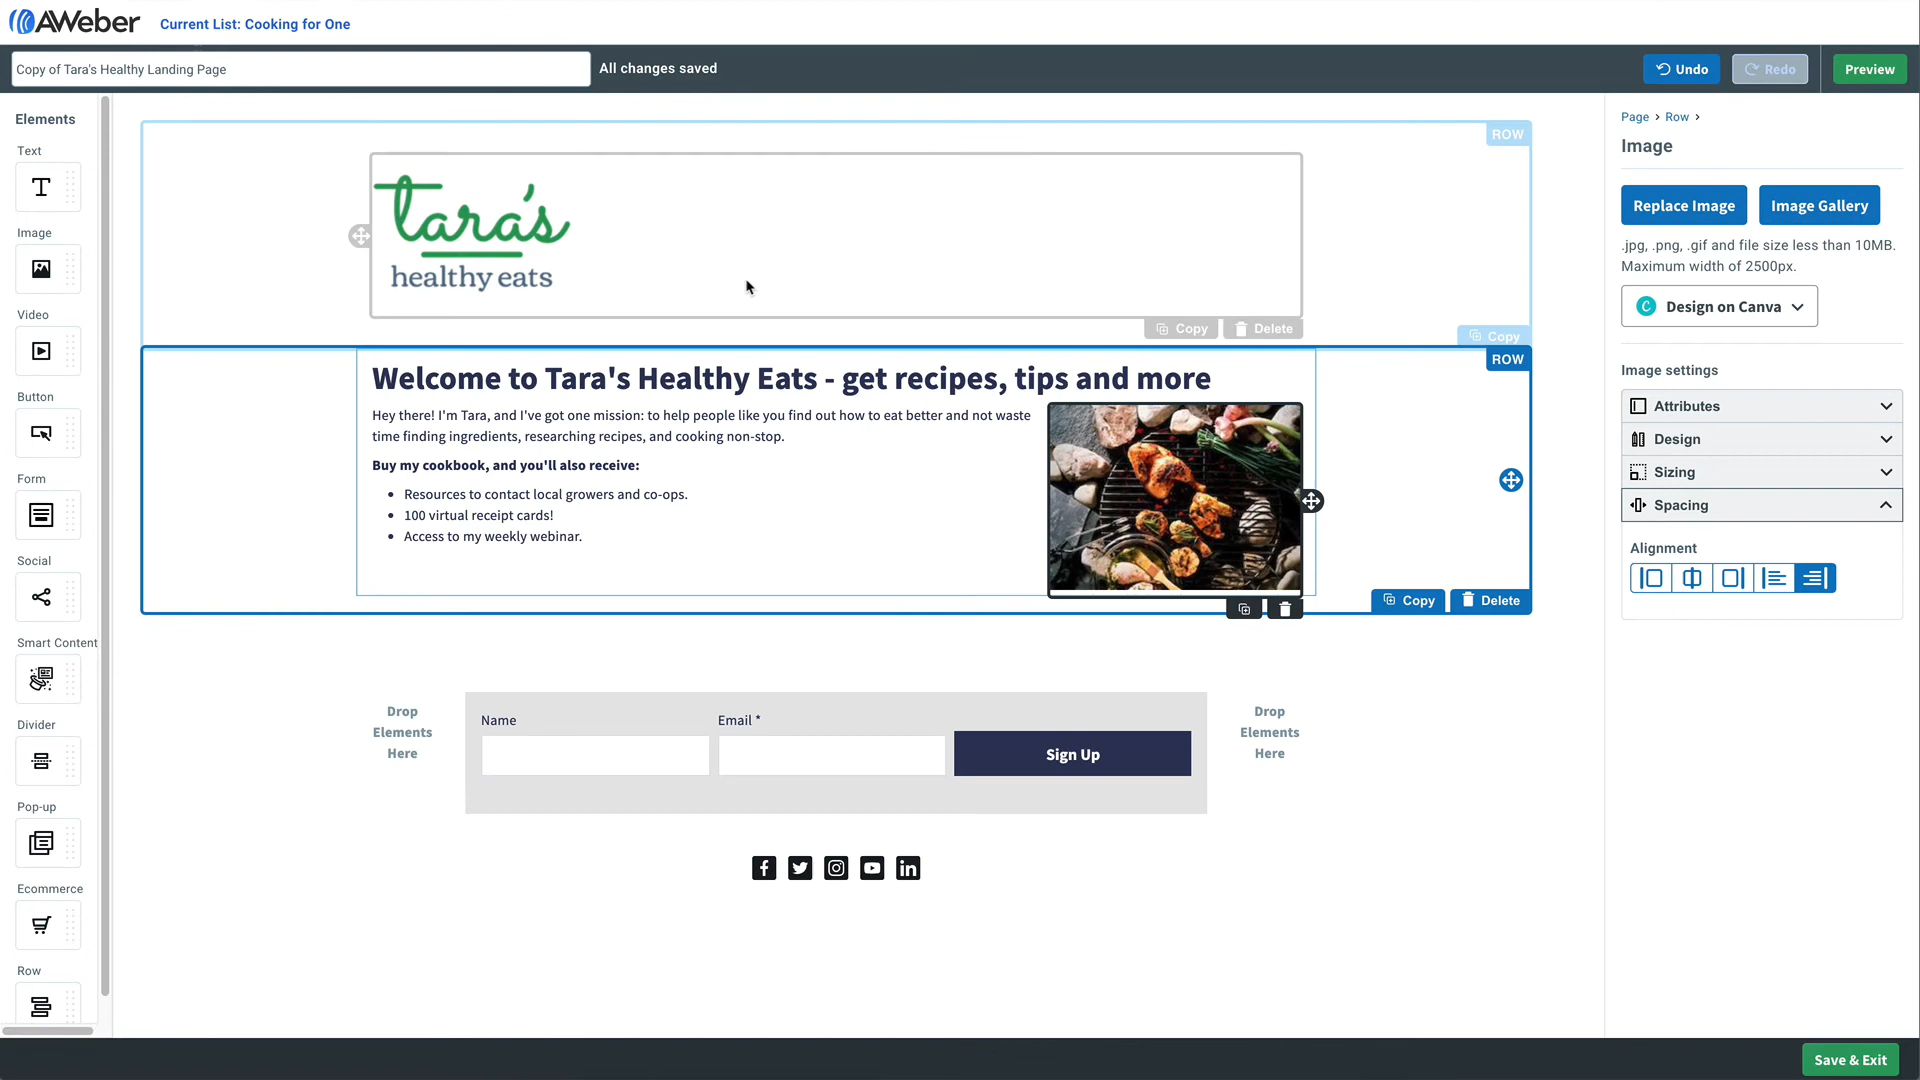 AWeber
Current List: Cooking for One
Copy of Tara's Healthy Landing Page
All changes saved
Undo
Redo
Preview
Elements
Text
Image
Video
Button
Form
Social
Smart Content
Divider
Pop-up
Ecommerce
Row
ROW
tara's
healthy eats
Copy
Delete
Copy
ROW
Welcome to Tara's Healthy Eats - get recipes, tips and more
Hey there! I'm Tara, and I've got one mission: to help people like you find out how to eat better and not waste
time finding ingredients, researching recipes, and cooking non-stop.
Buy my cookbook, and you'll also receive:
• Resources to contact local growers and co-ops.
• 100 virtual receipt cards!
• Access to my weekly webinar.
Copy
Delete
Drop
Elements
Here
Name
Email *
Sign Up
Drop
Elements
Here
Page > Row >
Image
Replace Image
Image Gallery
.jpg, .png, .gif and file size less than 10MB.
Maximum width of 2500px.
Design on Canva
Image settings
Attributes
Design
Sizing
Spacing
Alignment
Save & Exit